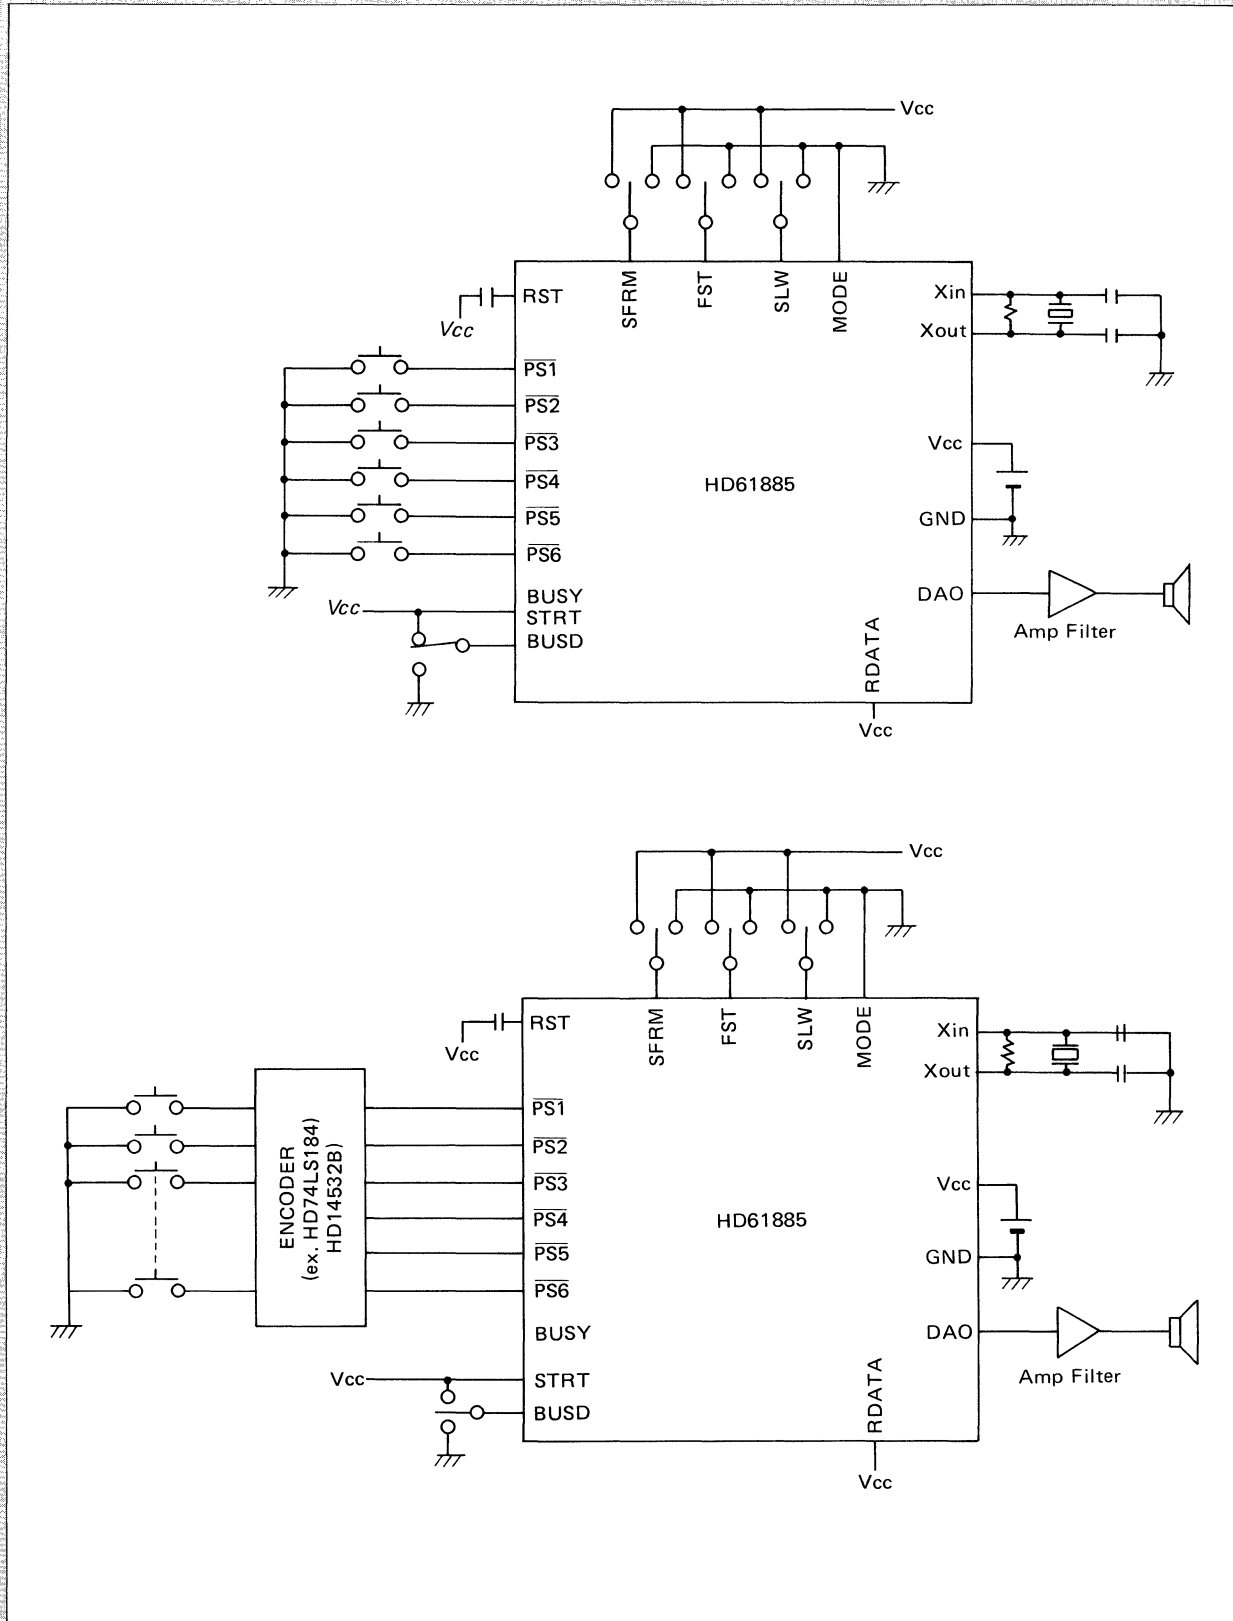 Vcc
SFRM
FST
SLW
MODE
RST
Vcc
Xin
Xout
PS1
PS2
PS3
PS4
PS5
PS6
HD61885
Vcc
GND
BUSY
Vcc
STRT
BUSD
DAO
Amp Filter
RDATA
Vcc
Vcc
SFRM
FST
SLW
MODE
RST
Vcc
Xin
Xout
ENCODER
(ex. HD74LS184)
HD14532B)
PS1
PS2
PS3
PS4
PS5
PS6
HD61885
Vcc
GND
BUSY
DAO
Amp Filter
Vcc
STRT
BUSD
RDATA
Vcc